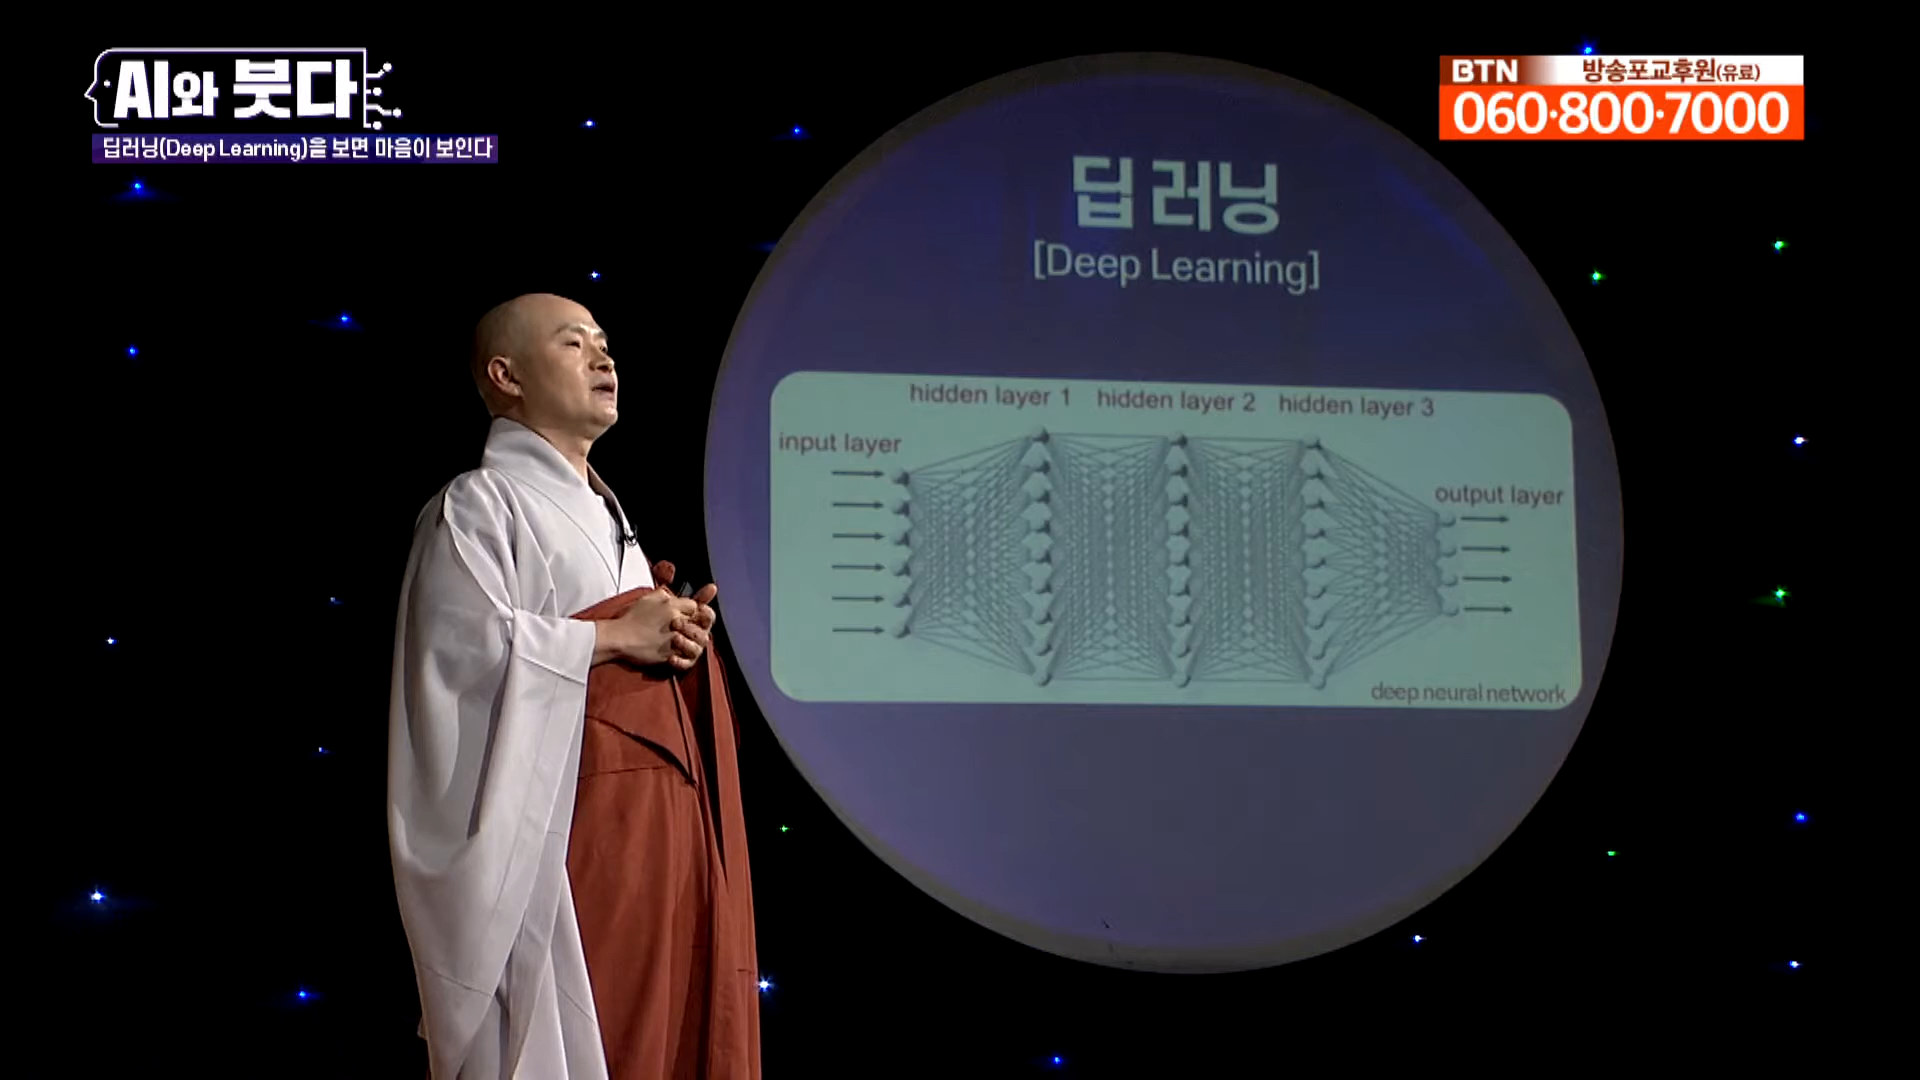 AI와 붓다
딥러닝(Deep Learning)을 보면 마음이 보인다
BTN 방송포교후원(유료)
060·800·7000
딥 러닝
[Deep Learning]
hidden layer 1 hidden layer 2 hidden layer 3
input layer
output layer
deep neural network